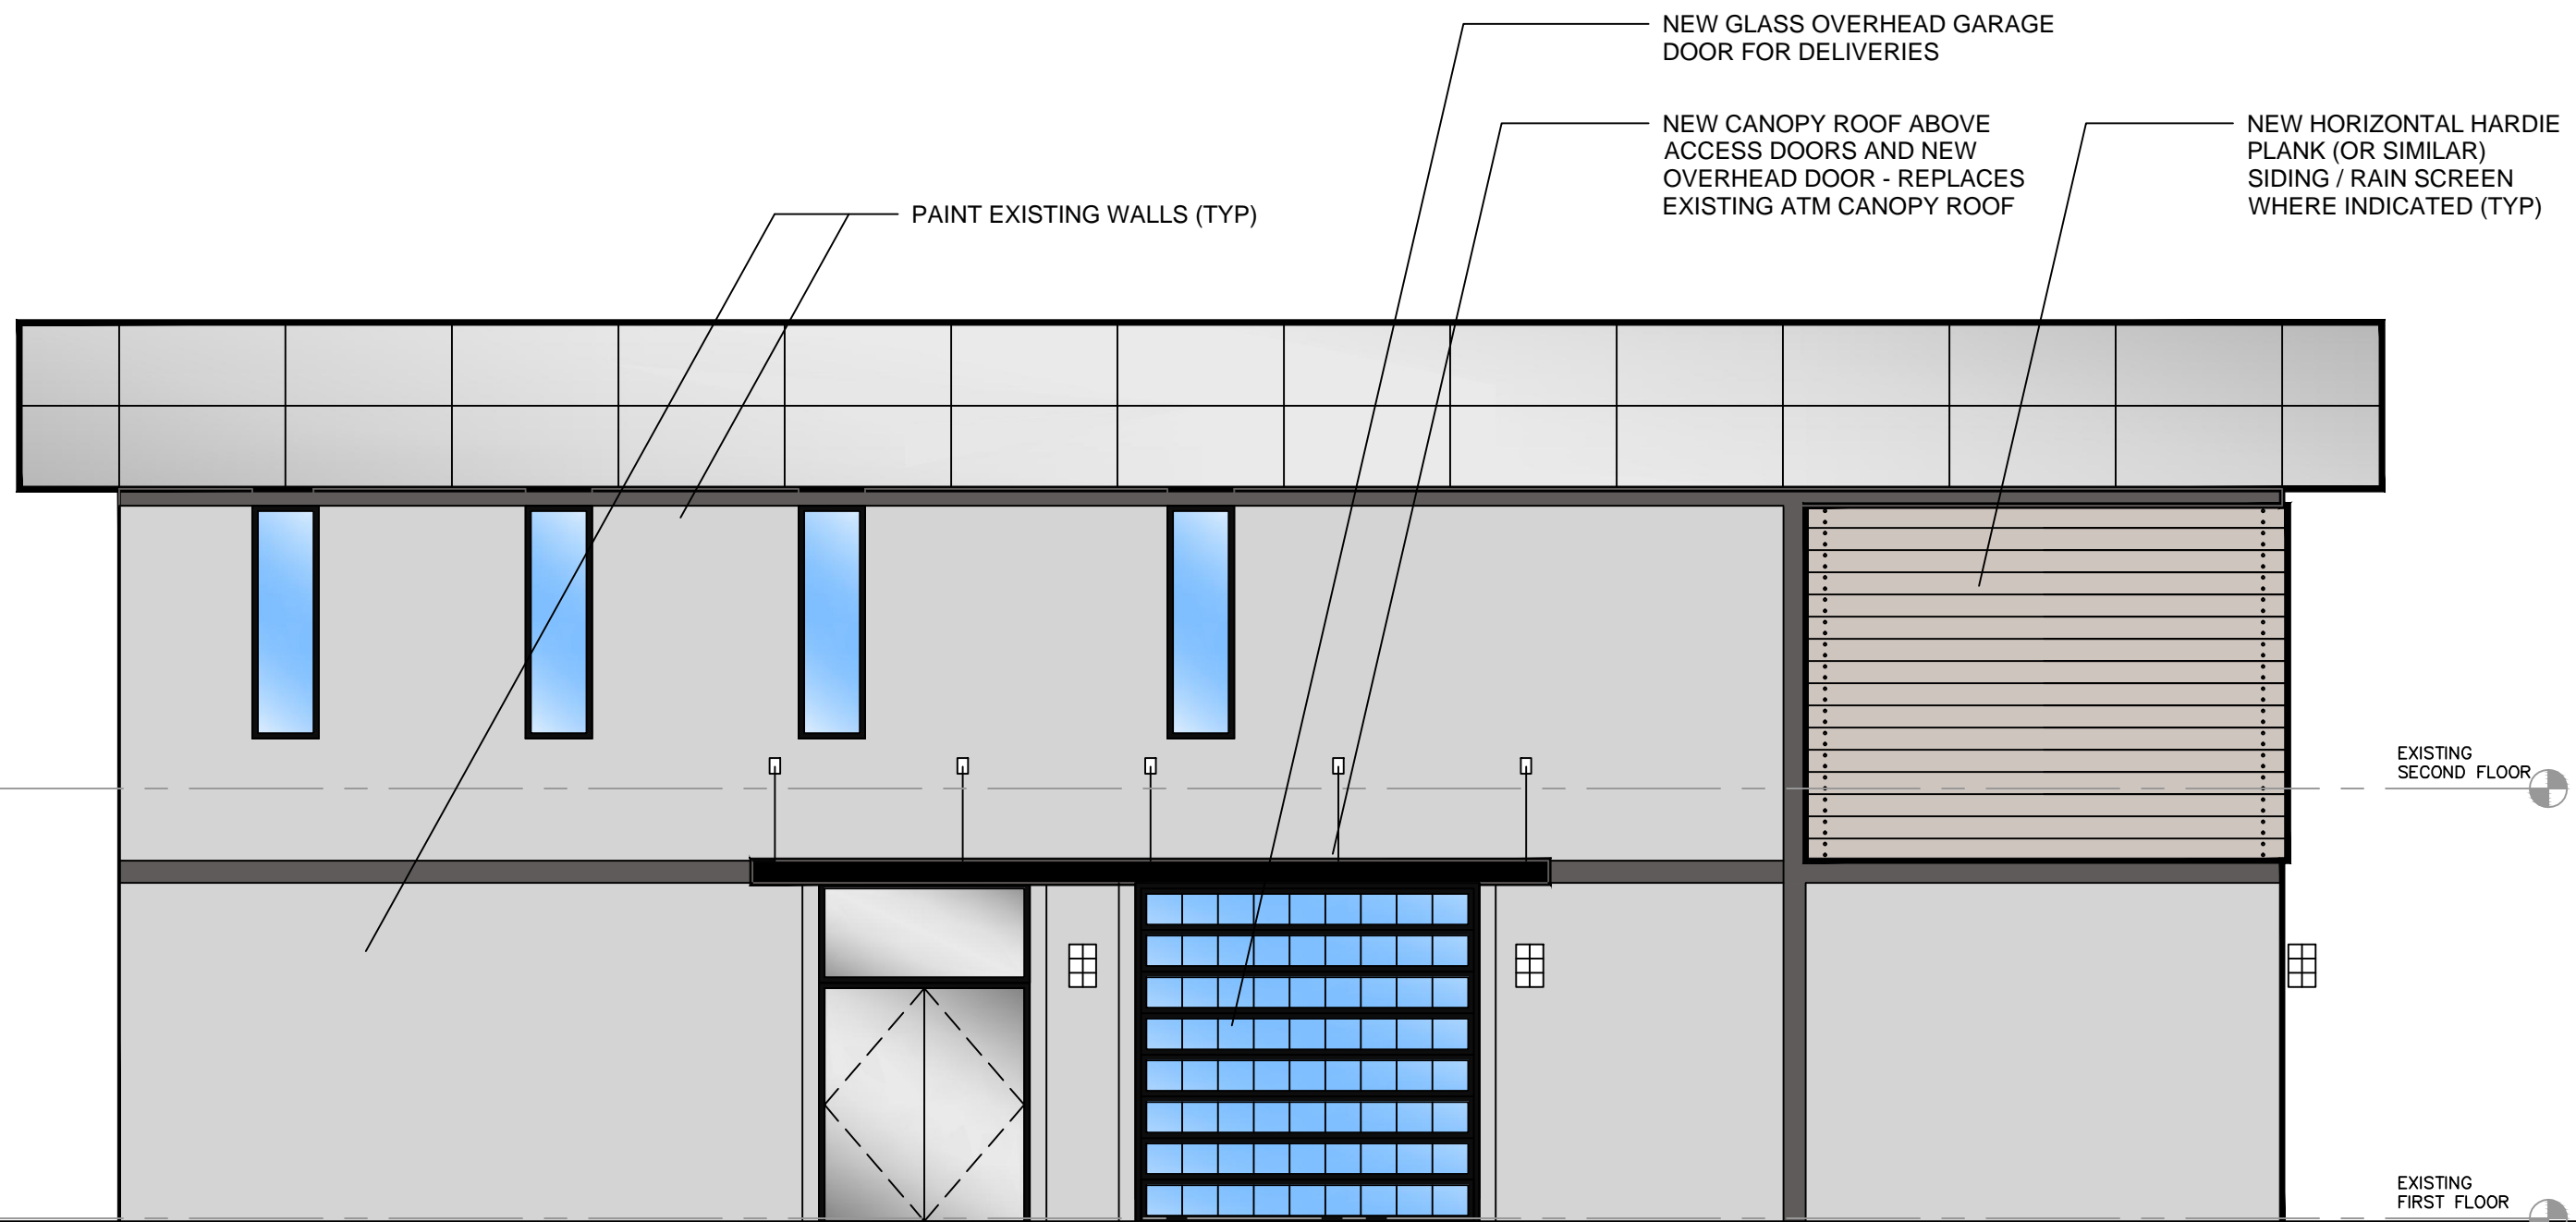 NEW GLASS OVERHEAD GARAGE
DOOR FOR DELIVERIES
NEW CANOPY ROOF ABOVE
ACCESS DOORS AND NEW
OVERHEAD DOOR - REPLACES
EXISTING ATM CANOPY ROOF
NEW HORIZONTAL HARDIE
PLANK (OR SIMILAR)
SIDING / RAIN SCREEN
WHERE INDICATED (TYP)
PAINT EXISTING WALLS (TYP)
EXISTING
SECOND FLOOR
EXISTING
FIRST FLOOR